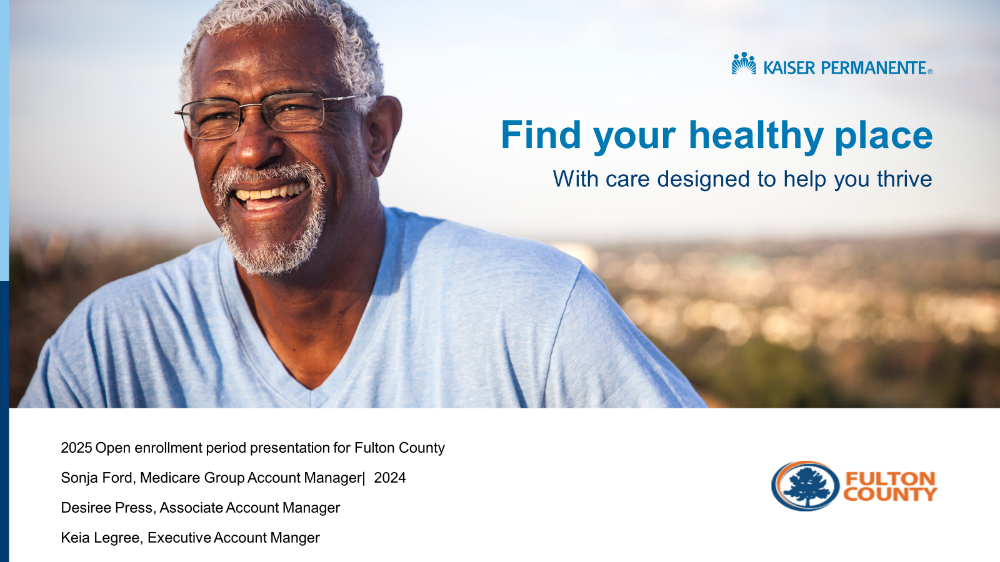 KAISER PERMANENTE®
Find your healthy place
With care designed to help you thrive
2025 Open enrollment period presentation for Fulton County
Sonja Ford, Medicare Group Account Manager| 2024
Desiree Press, Associate Account Manager
Keia Legree, Executive Account Manger
FULTON
COUNTY